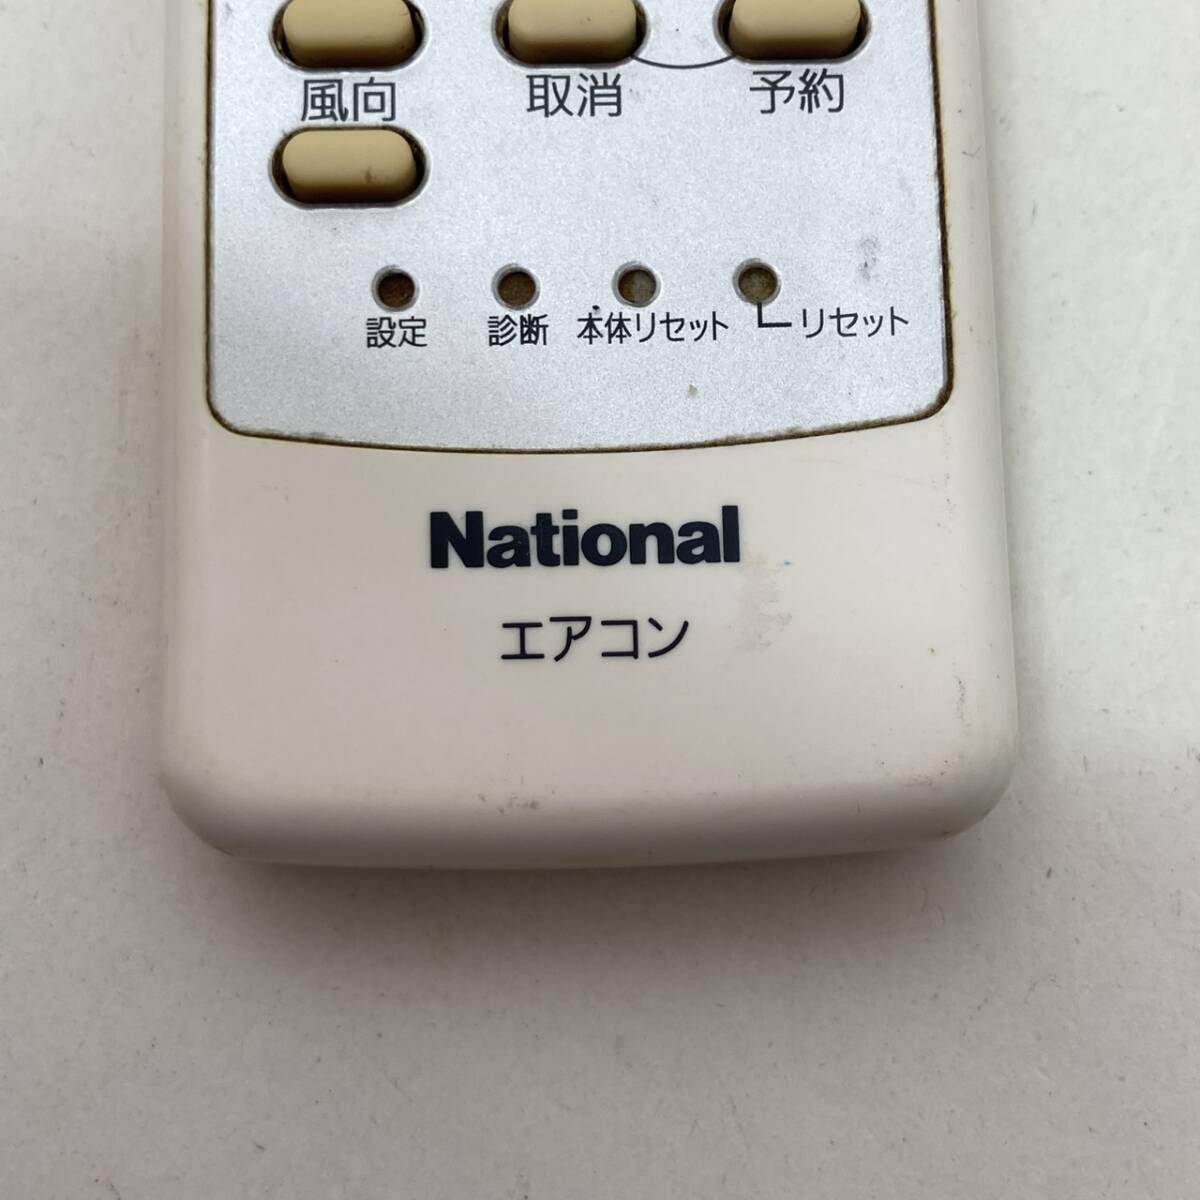 風向 取消 予約
設定 診断 本体リセット リセット
National
エアコン